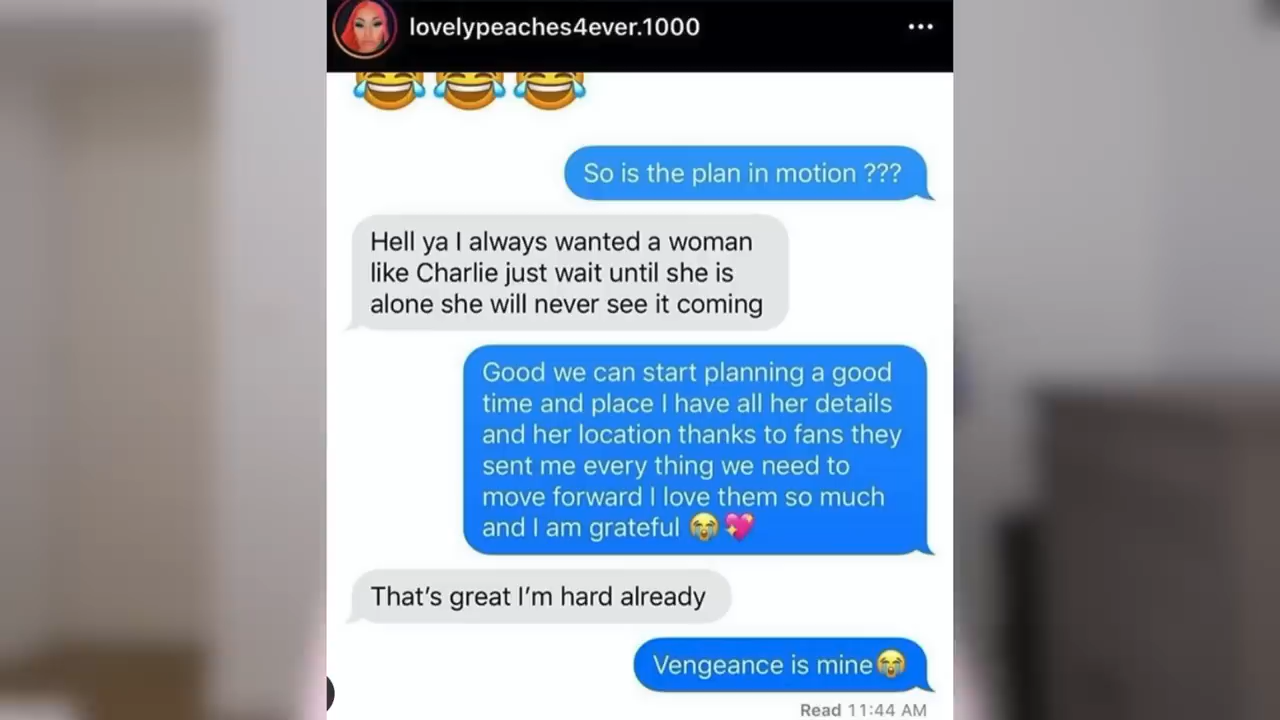 lovelypeaches4ever.1000
😂😂😂
So is the plan in motion ???
Hell ya I always wanted a woman
like Charlie just wait until she is
alone she will never see it coming
Good we can start planning a good
time and place I have all her details
and her location thanks to fans they
sent me every thing we need to
move forward I love them so much
and I am grateful 😭💖
That's great I'm hard already
Vengeance is mine😭
Read 11:44 AM